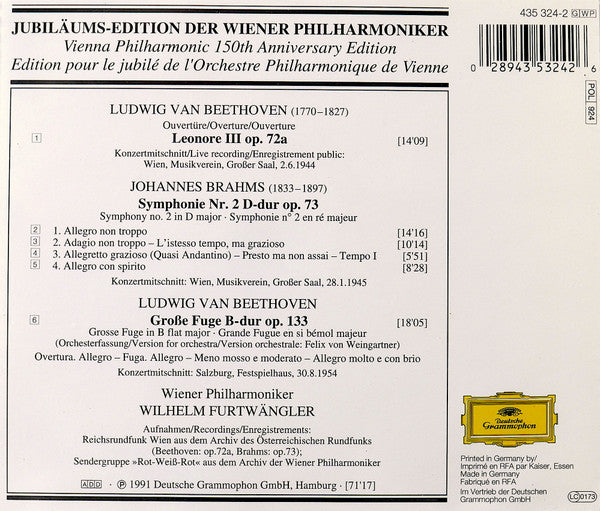 JUBILÄUMS-EDITION DER WIENER PHILHARMONIKER
Vienna Philharmonic 150th Anniversary Edition
Edition pour le jubilé de l'Orchestre Philharmonique de Vienne
435 324-2 GWP
0 28943 53242 6
POL 924
LUDWIG VAN BEETHOVEN (1770–1827)
Ouvertüre/Overture/Ouverture
1 Leonore III op. 72a [14'09]
Konzertmitschnitt/Live recording/Enregistrement public:
Wien, Musikverein, Großer Saal, 2.6.1944
JOHANNES BRAHMS (1833–1897)
Symphonie Nr. 2 D-dur op. 73
Symphony no. 2 in D major · Symphonie n° 2 en ré majeur
2 1. Allegro non troppo [14'16]
3 2. Adagio non troppo – L'istesso tempo, ma grazioso [10'14]
4 3. Allegretto grazioso (Quasi Andantino) – Presto ma non assai – Tempo I [5'51]
5 4. Allegro con spirito [8'28]
Konzertmitschnitt: Wien, Musikverein, Großer Saal, 28.1.1945
LUDWIG VAN BEETHOVEN
6 Große Fuge B-dur op. 133 [18'05]
Grosse Fugue in B flat major · Grande Fugue en si bémol majeur
(Orchesterfassung/Version for orchestra/Version orchestrale: Felix von Weingartner)
Overtura. Allegro – Fuga. Allegro – Meno mosso e moderato – Allegro molto e con brio
Konzertmitschnitt: Salzburg, Festspielhaus, 30.8.1954
Wiener Philharmoniker
WILHELM FURTWÄNGLER
Aufnahmen/Recordings/Enregistrements:
Reichsrundfunk Wien aus dem Archiv des Österreichischen Rundfunks
(Beethoven: op.72a, Brahms: op.73);
Sendergruppe »Rot-Weiß-Rot« aus dem Archiv der Wiener Philharmoniker
ADD · ℗ 1991 Deutsche Grammophon GmbH, Hamburg · [71'17]
Deutsche
Grammophon
Printed in Germany by/
Imprimé en RFA par Kaiser, Essen
Made in Germany
Fabriqué en RFA
Im Vertrieb der Deutschen
Grammophon GmbH
LC 0173